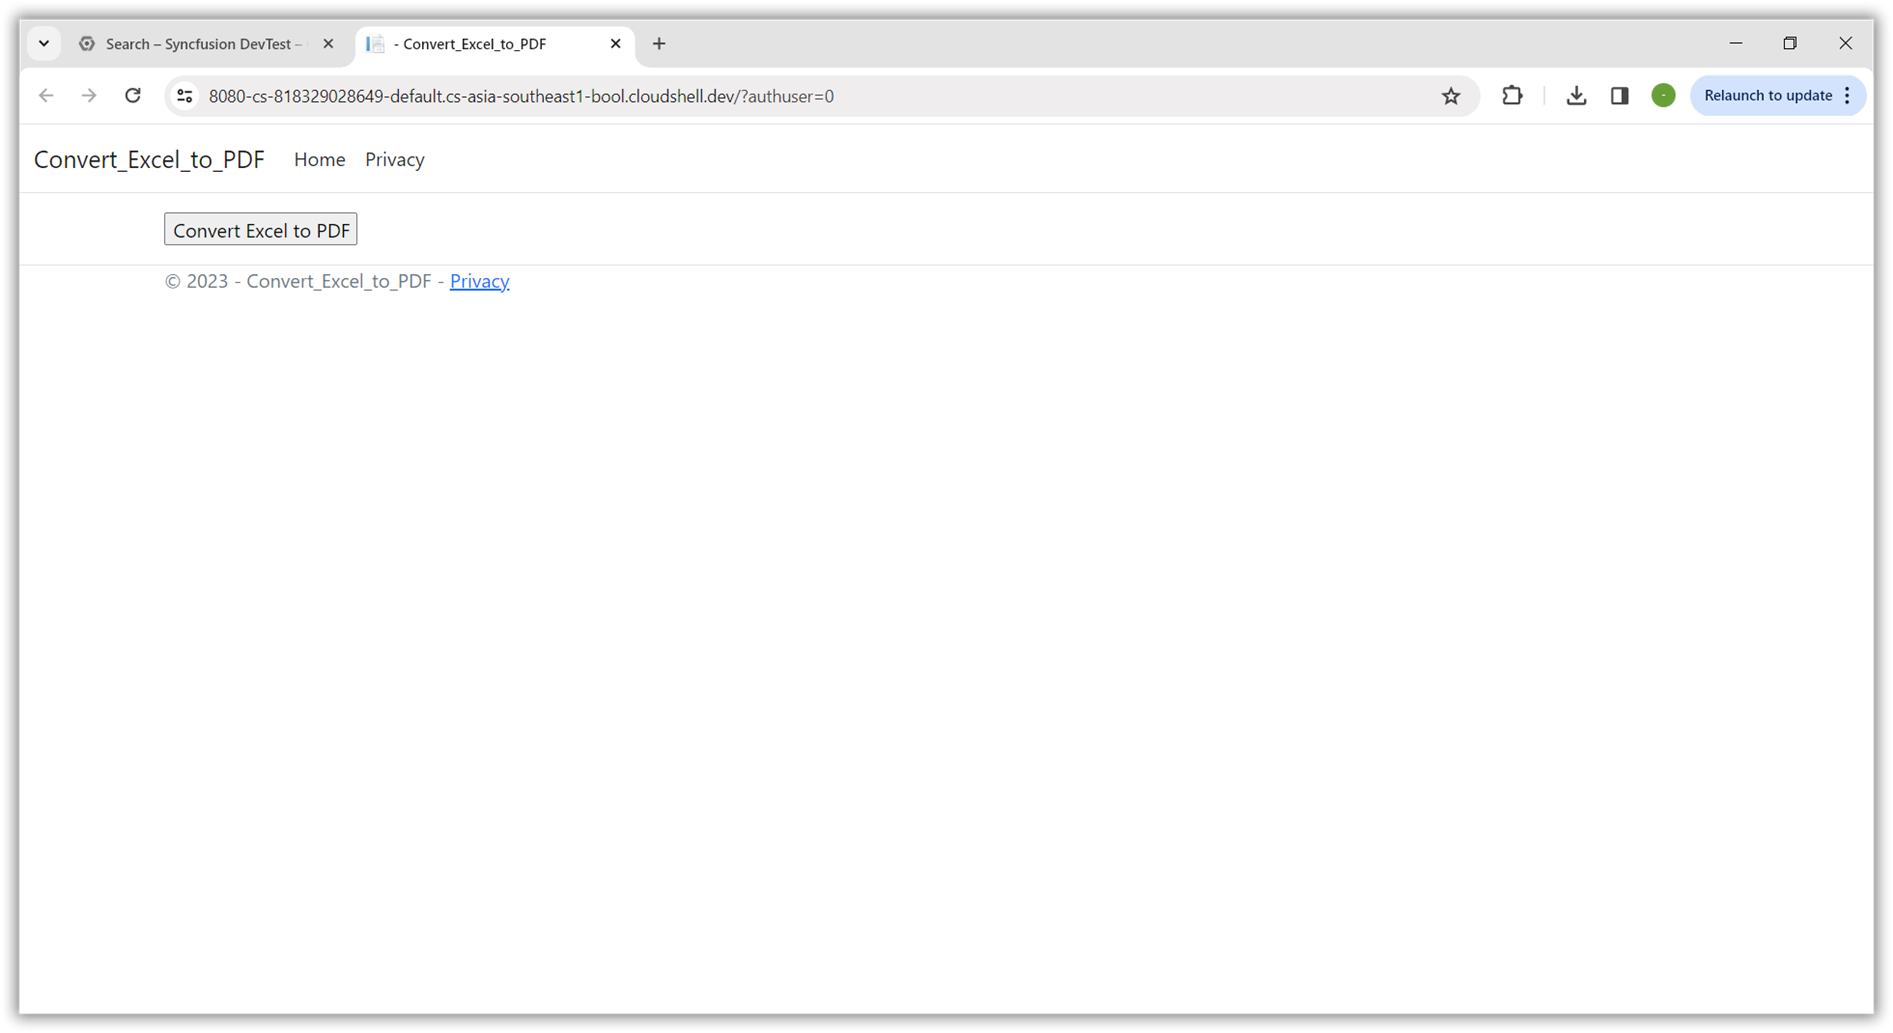 Search – Syncfusion DevTest –
- Convert_Excel_to_PDF
8080-cs-818329028649-default.cs-asia-southeast1-bool.cloudshell.dev/?authuser=0
Relaunch to update
Convert_Excel_to_PDF Home Privacy
Convert Excel to PDF
© 2023 - Convert_Excel_to_PDF - Privacy